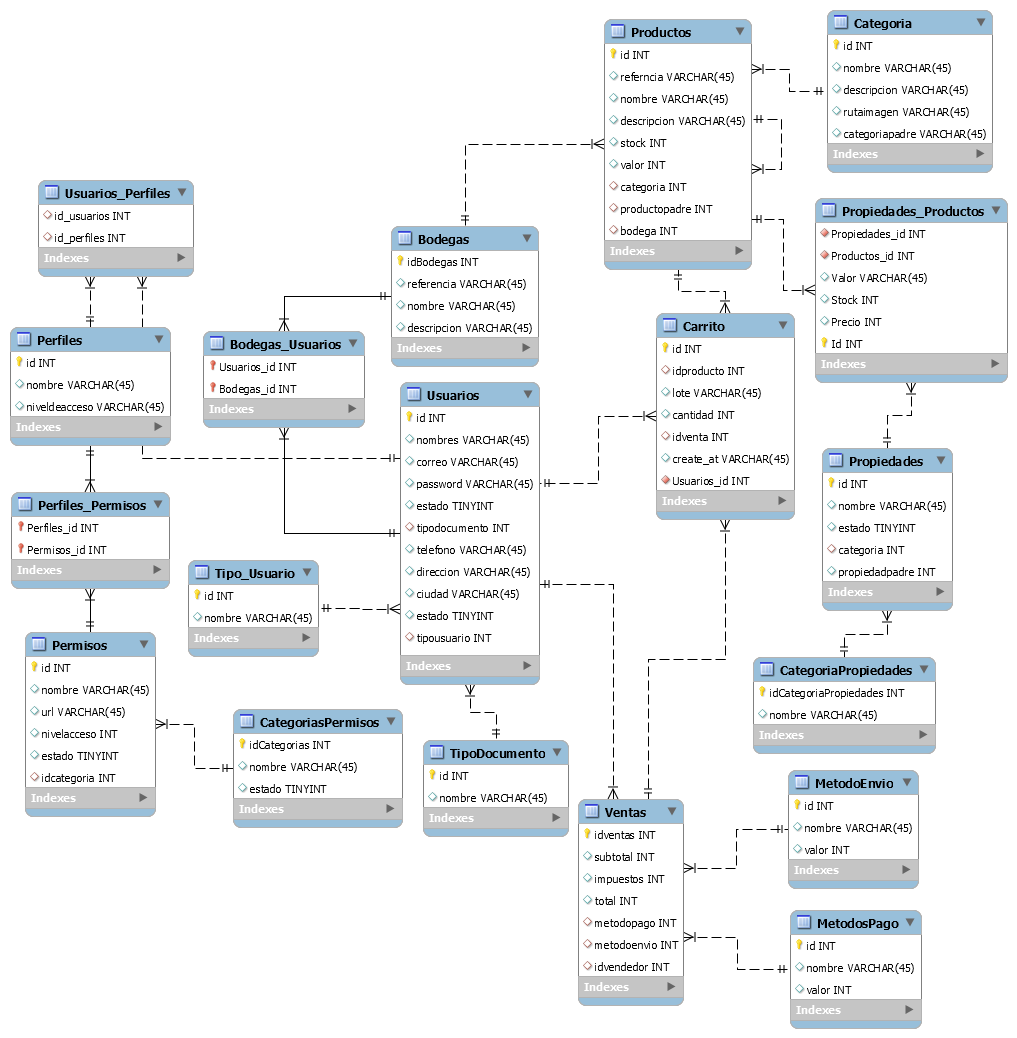 Productos
id INT
referncia VARCHAR(45)
nombre VARCHAR(45)
descripcion VARCHAR(45)
stock INT
valor INT
categoria INT
productopadre INT
bodega INT
Indexes
Categoria
id INT
nombre VARCHAR(45)
descripcion VARCHAR(45)
rutaimagen VARCHAR(45)
categoriapadre VARCHAR(45)
Indexes
Usuarios_Perfiles
id_usuarios INT
id_perfiles INT
Indexes
Bodegas
idBodegas INT
referencia VARCHAR(45)
nombre VARCHAR(45)
descripcion VARCHAR(45)
Indexes
Propiedades_Productos
Propiedades_id INT
Productos_id INT
Valor VARCHAR(45)
Stock INT
Precio INT
Id INT
Indexes
Perfiles
id INT
nombre VARCHAR(45)
niveldeacceso VARCHAR(45)
Indexes
Bodegas_Usuarios
Usuarios_id INT
Bodegas_id INT
Indexes
Carrito
id INT
idproducto INT
lote VARCHAR(45)
cantidad INT
idventa INT
create_at VARCHAR(45)
Usuarios_id INT
Indexes
Usuarios
id INT
nombres VARCHAR(45)
correo VARCHAR(45)
password VARCHAR(45)
estado TINYINT
tipodocumento INT
telefono VARCHAR(45)
direccion VARCHAR(45)
ciudad VARCHAR(45)
estado TINYINT
tipousuario INT
Indexes
Propiedades
id INT
nombre VARCHAR(45)
estado TINYINT
categoria INT
propiedadpadre INT
Indexes
Perfiles_Permisos
Perfiles_id INT
Permisos_id INT
Indexes
Tipo_Usuario
id INT
nombre VARCHAR(45)
Indexes
Permisos
id INT
nombre VARCHAR(45)
url VARCHAR(45)
nivelacceso INT
estado TINYINT
idcategoria INT
Indexes
CategoriaPropiedades
idCategoriaPropiedades INT
nombre VARCHAR(45)
Indexes
CategoriasPermisos
idCategorias INT
nombre VARCHAR(45)
estado TINYINT
Indexes
TipoDocumento
id INT
nombre VARCHAR(45)
Indexes
MetodoEnvio
id INT
nombre VARCHAR(45)
valor INT
Indexes
Ventas
idventas INT
subtotal INT
impuestos INT
total INT
metodopago INT
metodoenvio INT
idvendedor INT
Indexes
MetodosPago
id INT
nombre VARCHAR(45)
valor INT
Indexes